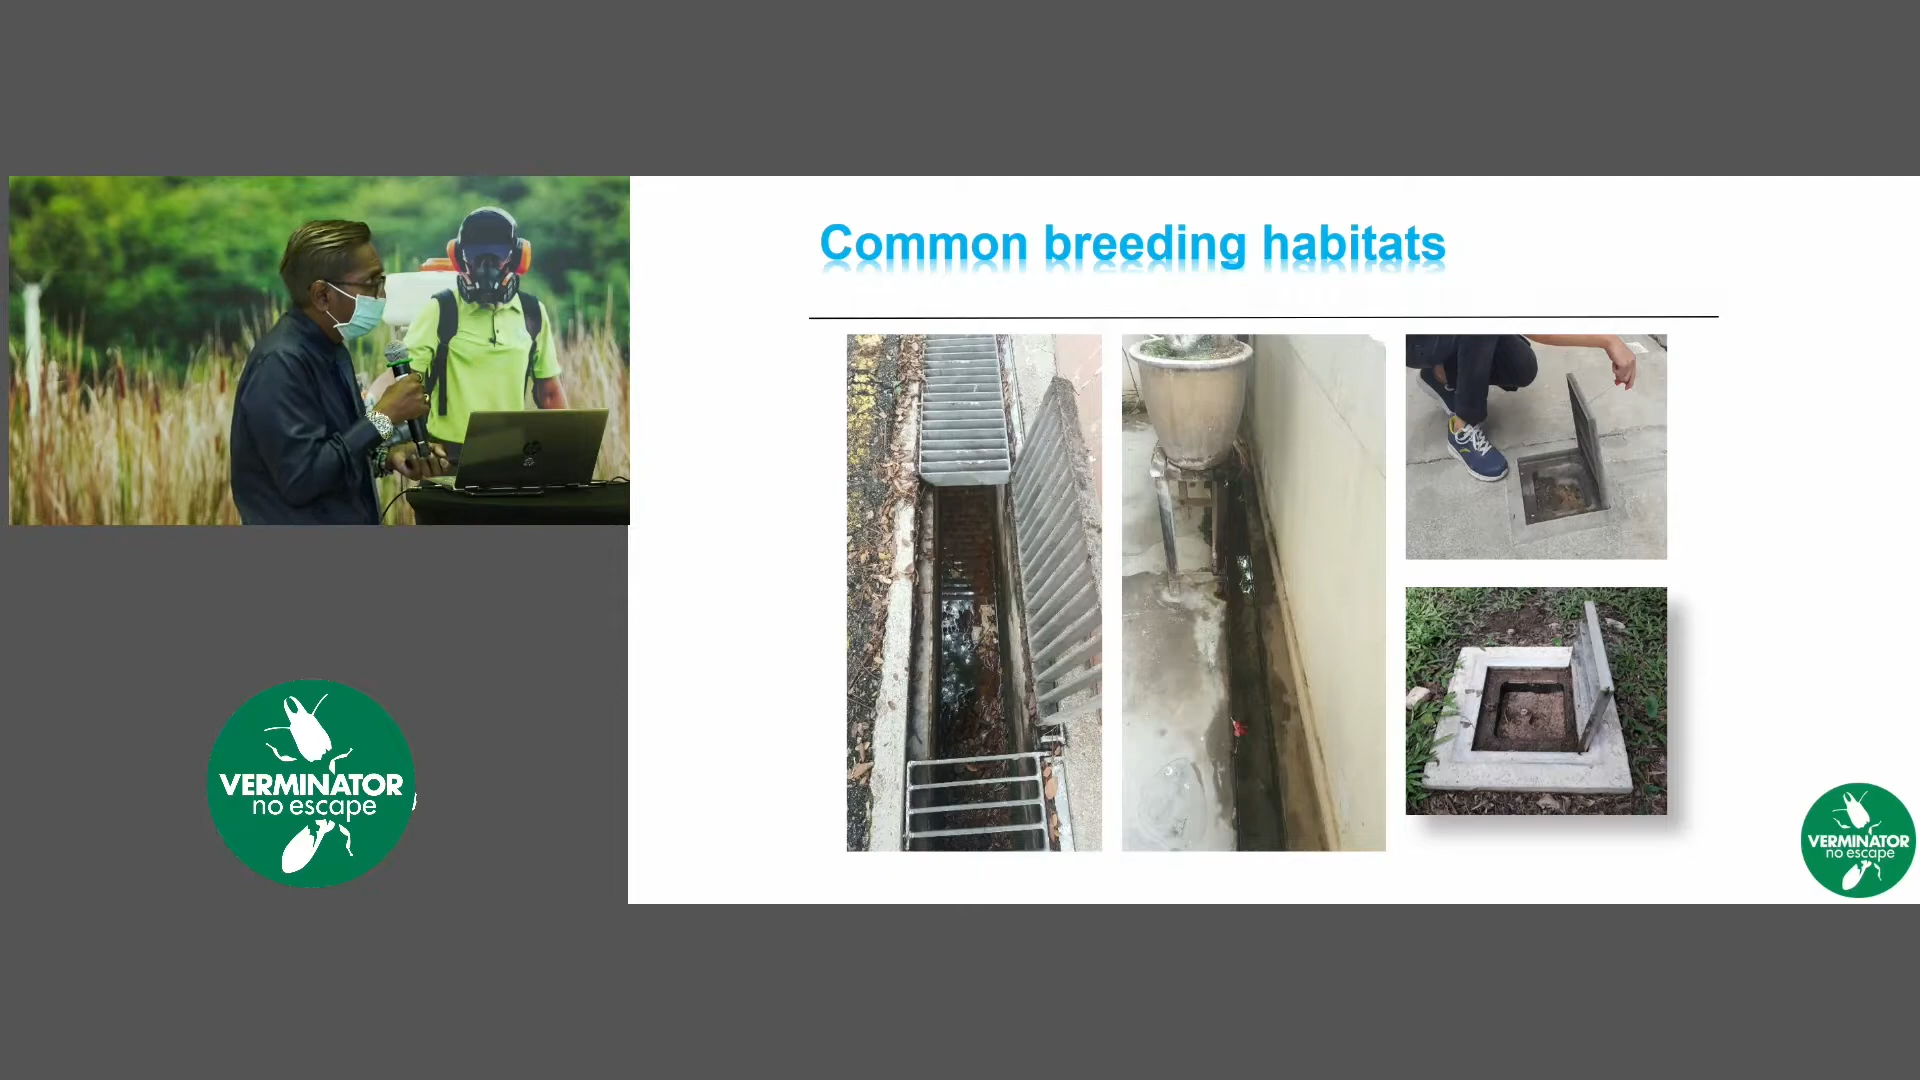 Common breeding habitats
VERMINATOR
no escape
VERMINATOR
no escape